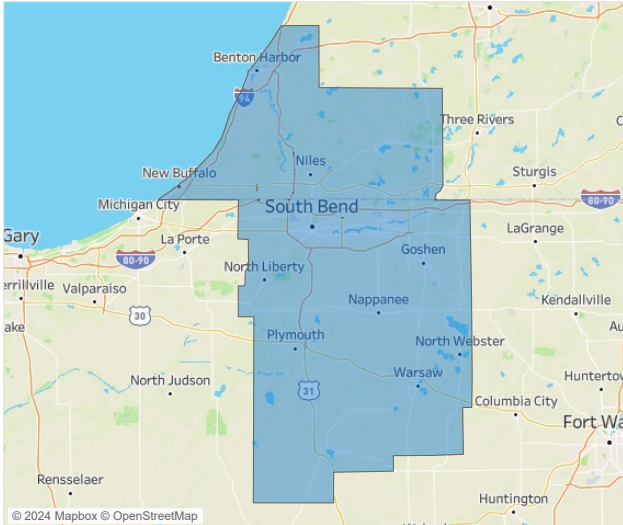 Benton Harbor
94
Three Rivers
C
Niles
New Buffalo
Sturgis
Michigan City
South Bend
80-90
Gary
La Porte
LaGrange
80-90
Goshen
North Liberty
errillville
Valparaiso
Nappanee
Kendallville
30
ake
Au
Plymouth
North Webster
Warsaw
Huntertow
North Judson
31
Columbia City
Fort Wa
Rensselaer
Huntington
© 2024 Mapbox © OpenStreetMap